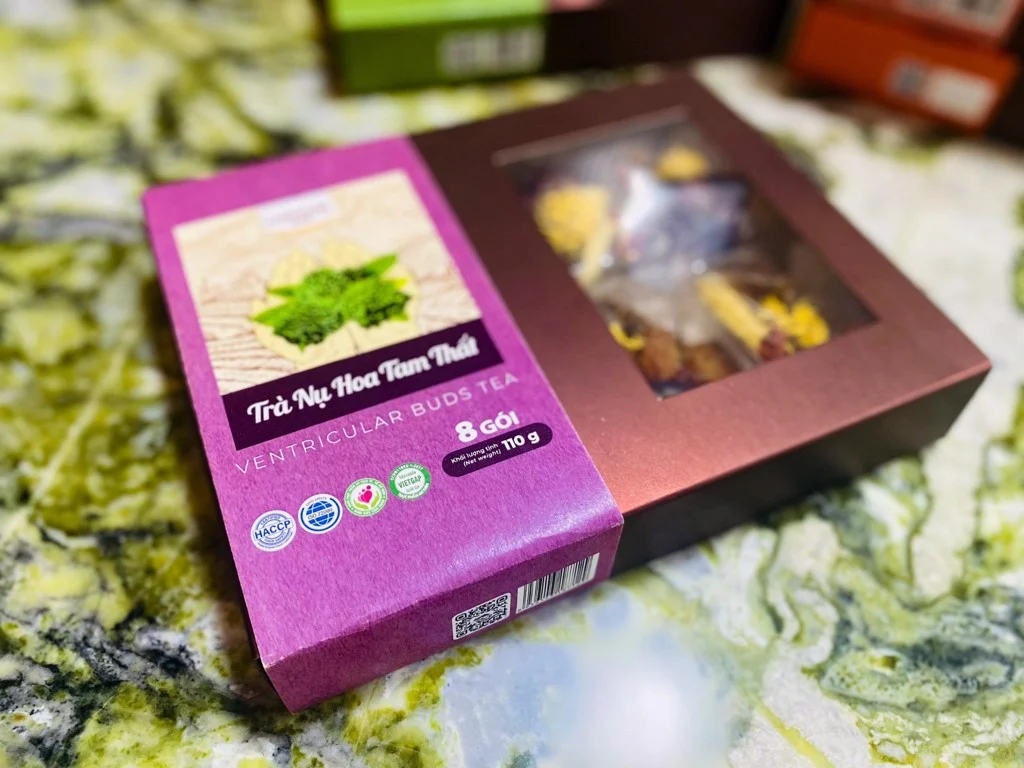 Trà Nụ Hoa Tam Thất
VENTRICULAR BUDS TEA
8 GÓI
Khối lượng tịnh
(Net weight)
110 g
HACCP
VIETGAP